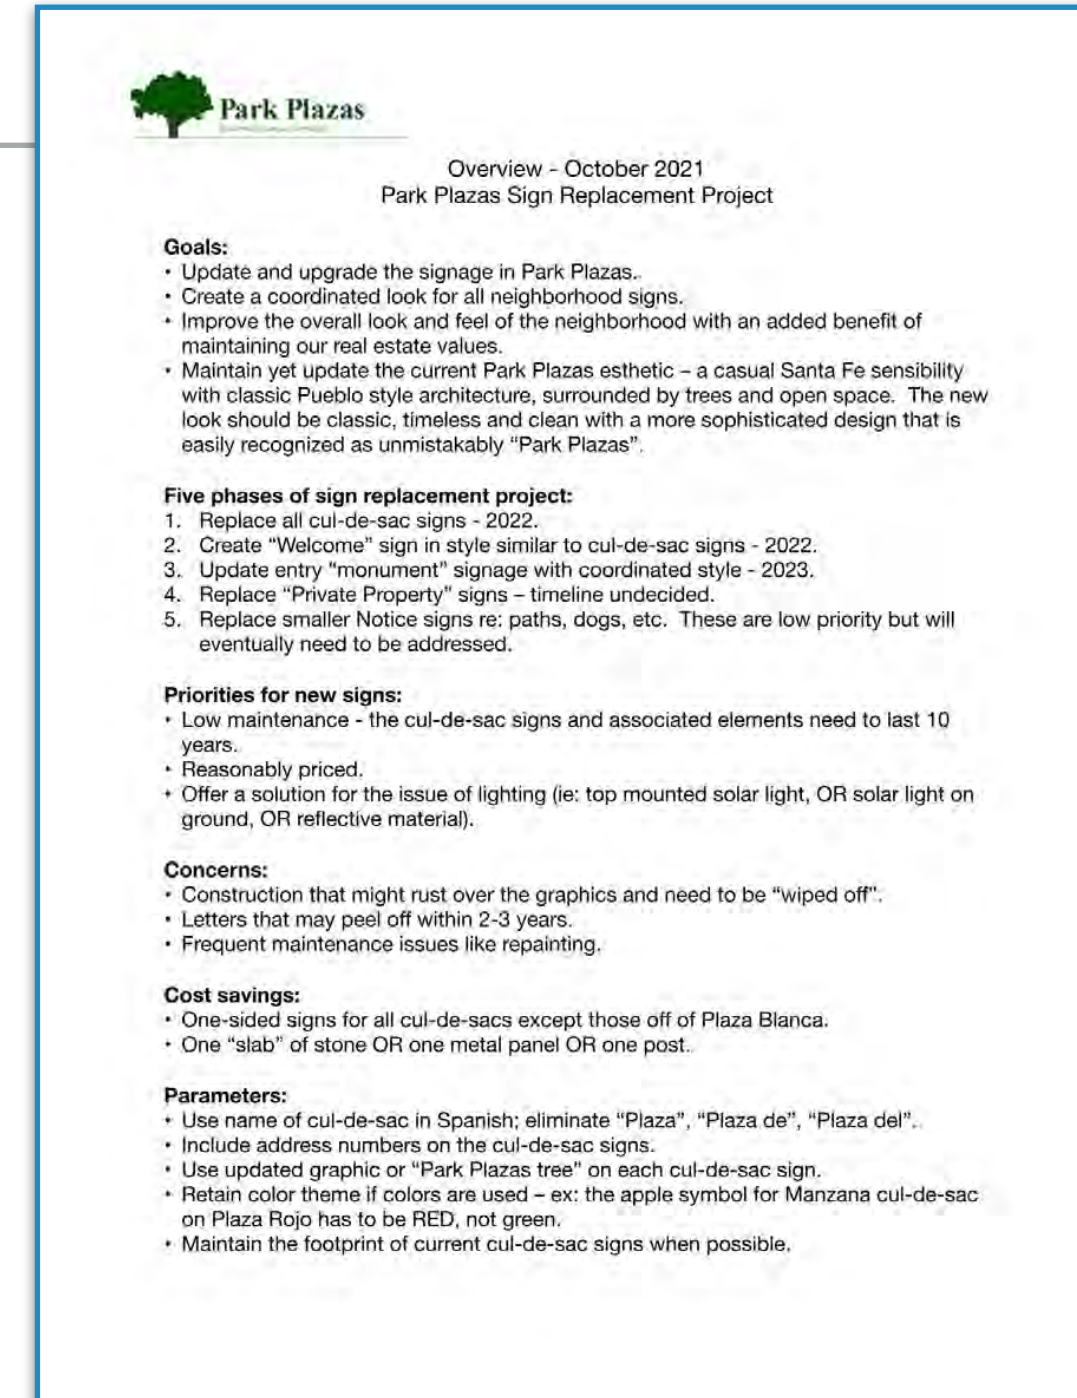 Park Plazas
Overview - October 2021
Park Plazas Sign Replacement Project
Goals:
• Update and upgrade the signage in Park Plazas.
• Create a coordinated look for all neighborhood signs.
• Improve the overall look and feel of the neighborhood with an added benefit of
maintaining our real estate values.
• Maintain yet update the current Park Plazas esthetic – a casual Santa Fe sensibility
with classic Pueblo style architecture, surrounded by trees and open space.  The new
look should be classic, timeless and clean with a more sophisticated design that is
easily recognized as unmistakably “Park Plazas”.
Five phases of sign replacement project:
1. Replace all cul-de-sac signs - 2022.
2. Create “Welcome” sign in style similar to cul-de-sac signs - 2022.
3. Update entry “monument” signage with coordinated style - 2023.
4. Replace “Private Property” signs – timeline undecided.
5. Replace smaller Notice signs re: paths, dogs, etc.  These are low priority but will
eventually need to be addressed.
Priorities for new signs:
• Low maintenance - the cul-de-sac signs and associated elements need to last 10
years.
• Reasonably priced.
• Offer a solution for the issue of lighting (ie: top mounted solar light, OR solar light on
ground, OR reflective material).
Concerns:
• Construction that might rust over the graphics and need to be “wiped off”.
• Letters that may peel off within 2-3 years.
• Frequent maintenance issues like repainting.
Cost savings:
• One-sided signs for all cul-de-sacs except those off of Plaza Blanca.
• One “slab” of stone OR one metal panel OR one post.
Parameters:
• Use name of cul-de-sac in Spanish; eliminate “Plaza”, “Plaza de”, “Plaza del”.
• Include address numbers on the cul-de-sac signs.
• Use updated graphic or “Park Plazas tree” on each cul-de-sac sign.
• Retain color theme if colors are used – ex: the apple symbol for Manzana cul-de-sac
on Plaza Rojo has to be RED, not green.
• Maintain the footprint of current cul-de-sac signs when possible.